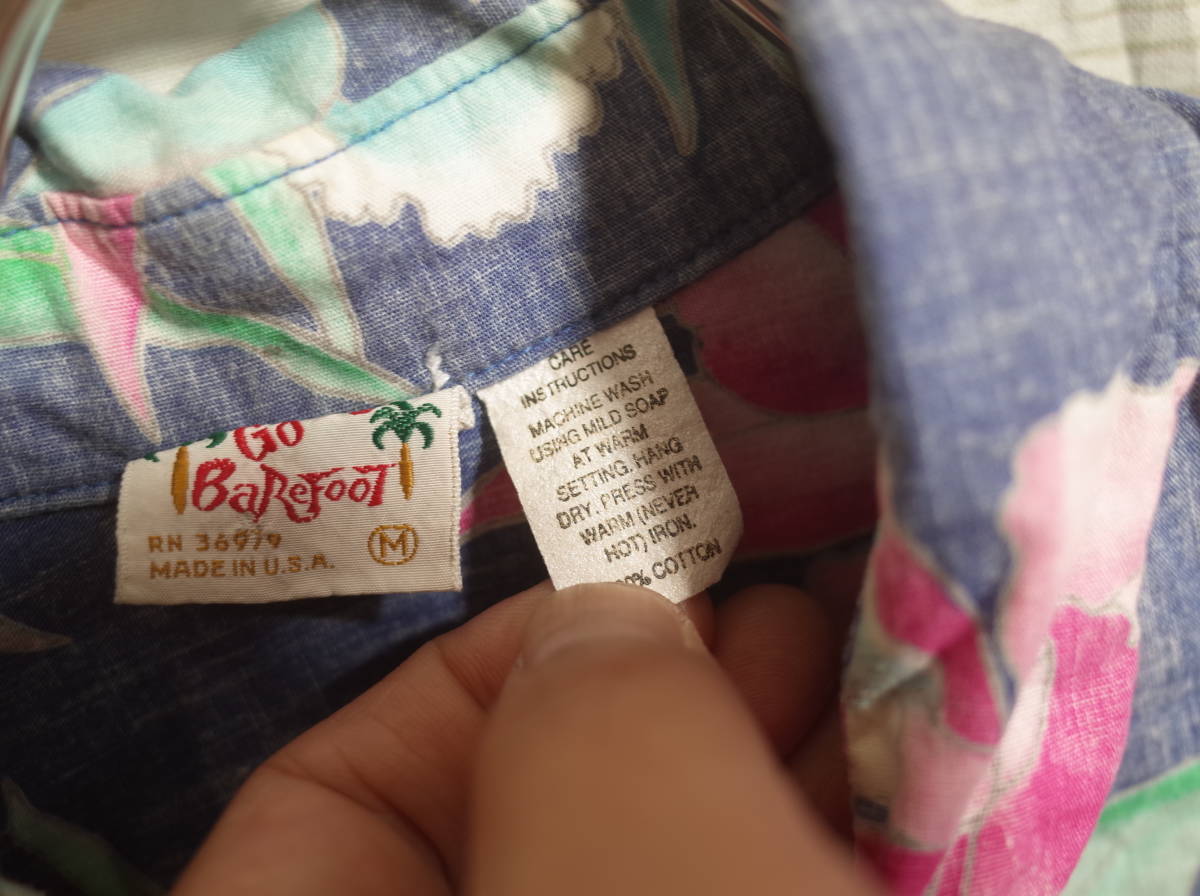 Go
BaReFooT
RN 36979
MADE IN U.S.A.
M
CARE
INSTRUCTIONS
MACHINE WASH
USING MILD SOAP
AT WARM
SETTING. HANG
DRY. PRESS WITH
WARM (NEVER
HOT) IRON.
00% COTTON